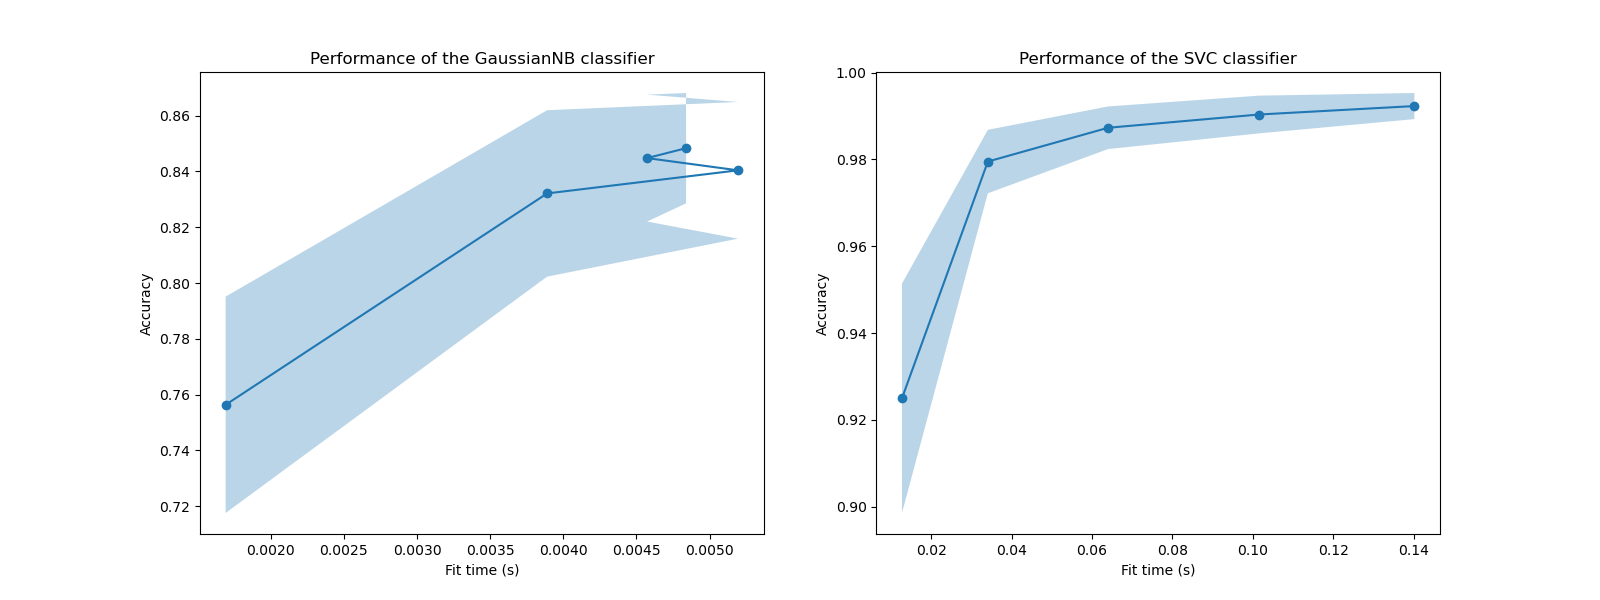 Performance of the GaussianNB classifier
0.86
0.84
0.82
0.80
0.78
0.76
0.74
0.72
Accuracy
0.0020 0.0025 0.0030 0.0035 0.0040 0.0045 0.0050
Fit time (s)
Performance of the SVC classifier
1.00
0.98
0.96
0.94
0.92
0.90
Accuracy
0.02 0.04 0.06 0.08 0.10 0.12 0.14
Fit time (s)